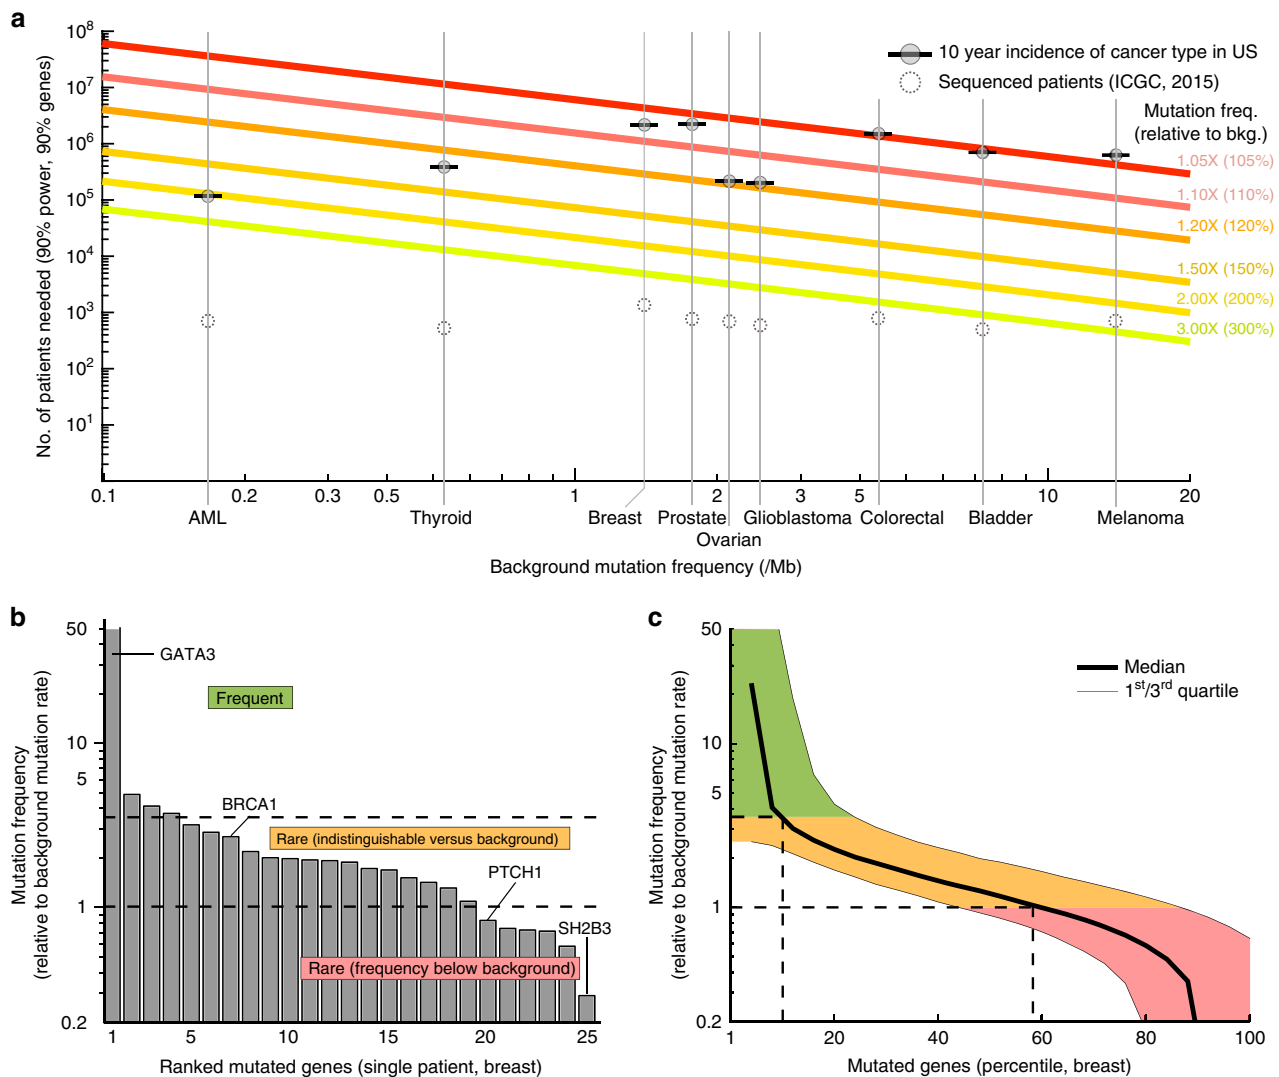 a
No. of patients needed (90% power, 90% genes)
10^8
10^7
10^6
10^5
10^4
10^3
10^2
10^1
10 year incidence of cancer type in US
Sequenced patients (ICGC, 2015)
Mutation freq.
(relative to bkg.)
1.05X (105%)
1.10X (110%)
1.20X (120%)
1.50X (150%)
2.00X (200%)
3.00X (300%)
0.1 0.2 0.3 0.5 1 2 3 5 10 20
AML Thyroid Breast Prostate Glioblastoma Colorectal Bladder Melanoma
Ovarian
Background mutation frequency (/Mb)
b
Mutation frequency
(relative to background mutation rate)
50
10
5
1
0.2
GATA3
Frequent
BRCA1
Rare (indistinguishable versus background)
PTCH1
SH2B3
Rare (frequency below background)
1 5 10 15 20 25
Ranked mutated genes (single patient, breast)
c
Mutation frequency
(relative to background mutation rate)
50
10
5
1
0.2
Median
1st/3rd quartile
1 20 40 60 80 100
Mutated genes (percentile, breast)